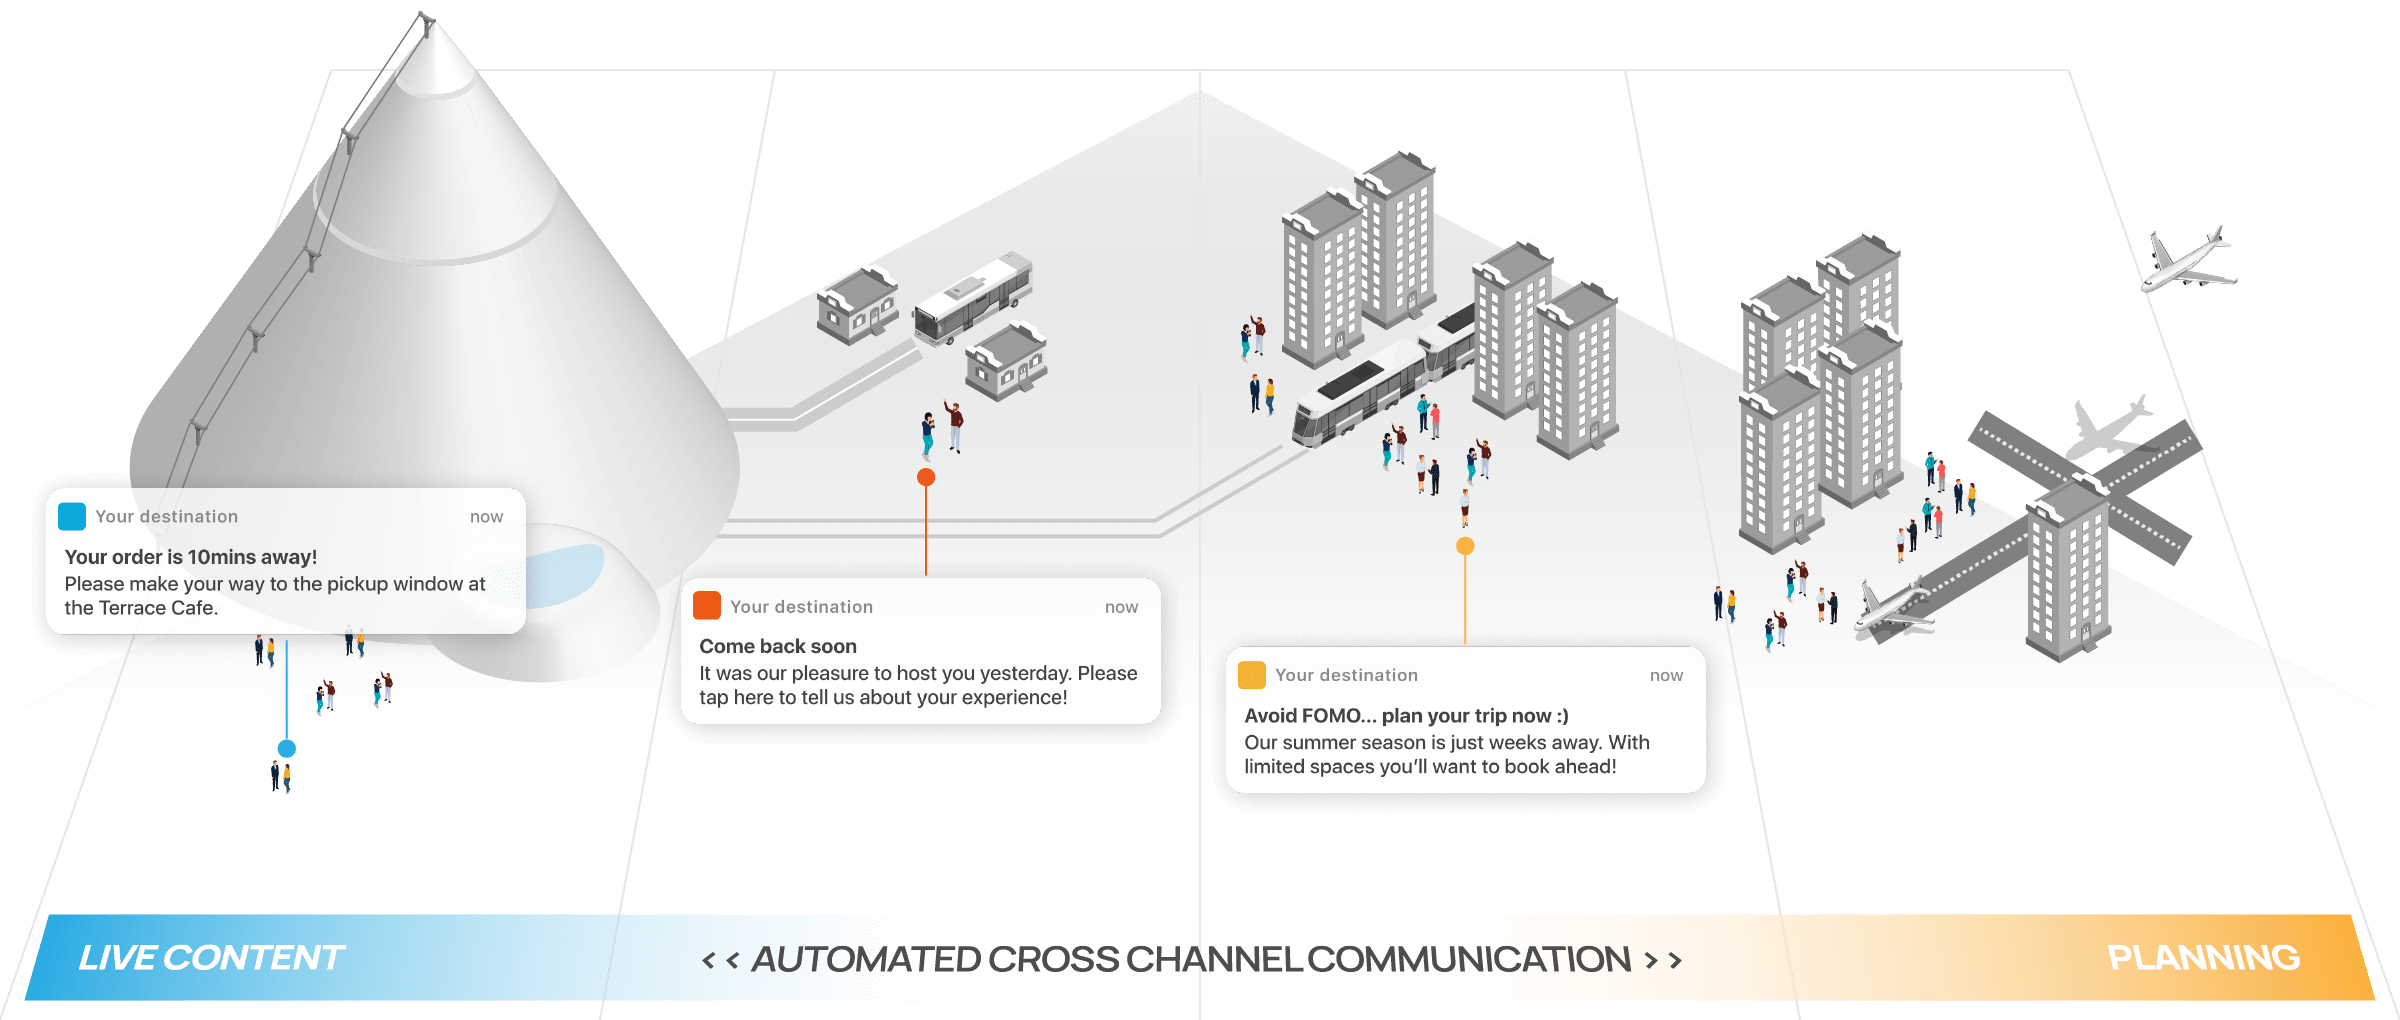 Your destination now
Your order is 10mins away!
Please make your way to the pickup window at
the Terrace Cafe.
Your destination now
Come back soon
It was our pleasure to host you yesterday. Please
tap here to tell us about your experience!
Your destination now
Avoid FOMO... plan your trip now :)
Our summer season is just weeks away. With
limited spaces you’ll want to book ahead!
LIVE CONTENT
< < AUTOMATED CROSS CHANNEL COMMUNICATION > >
PLANNING